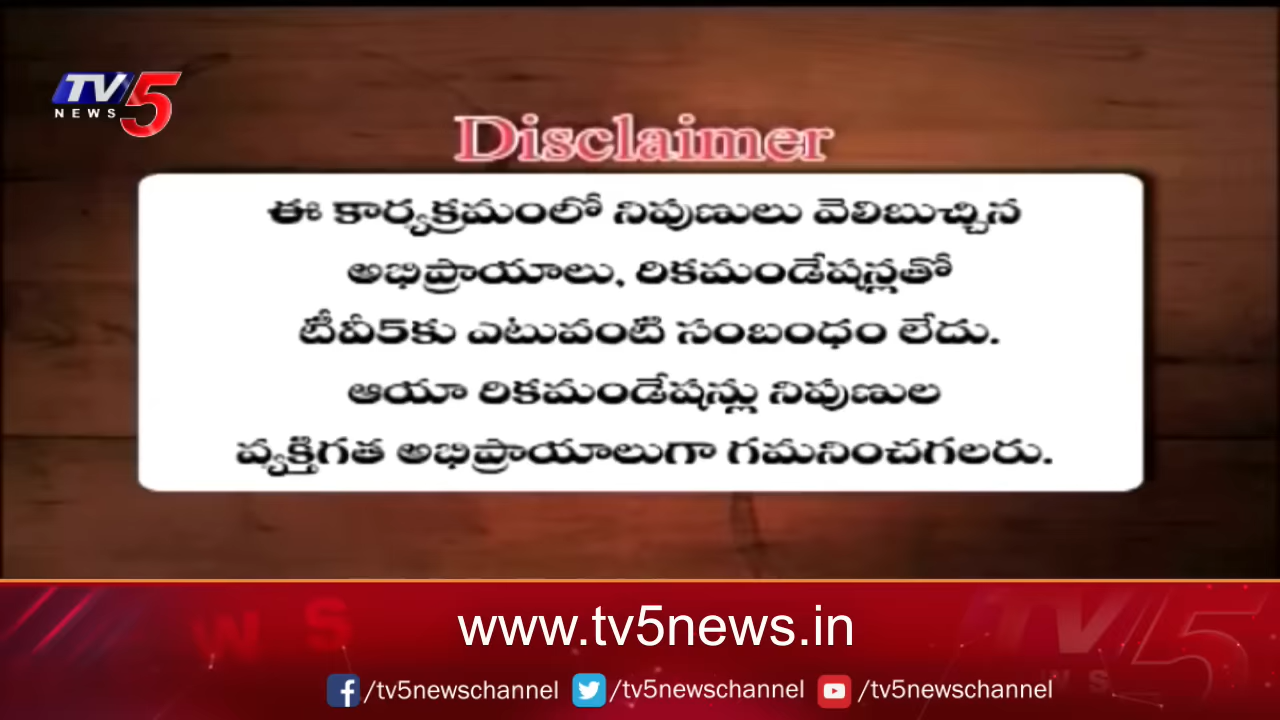 TV5
NEWS
Disclaimer
ఈ కార్యక్రమంలో నిపుణులు వెలిబుచ్చిన
అభిప్రాయాలు, రికమండేషన్లతో
టీవీ5కు ఎటువంటి సంబంధం లేదు.
ఆయా రికమండేషన్లు నిపుణుల
వ్యక్తిగత అభిప్రాయాలుగా గమనించగలరు.
www.tv5news.in
/tv5newschannel /tv5newschannel /tv5newschannel